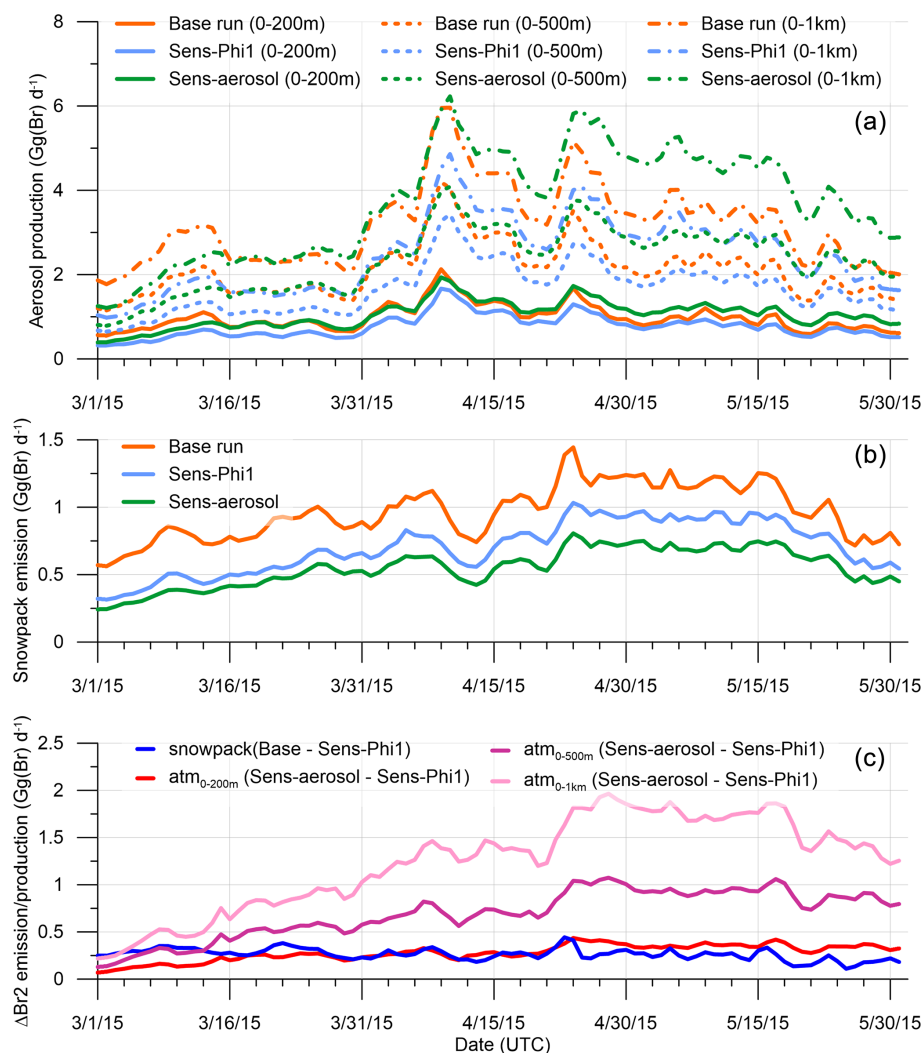 8
Base run (0-200m) Base run (0-500m) Base run (0-1km)
Sens-Phi1 (0-200m) Sens-Phi1 (0-500m) Sens-Phi1 (0-1km)
Sens-aerosol (0-200m) Sens-aerosol (0-500m) Sens-aerosol (0-1km)
(a)
6
4
2
0
Aerosol production (Gg(Br) d⁻¹)
3/1/15 3/16/15 3/31/15 4/15/15 4/30/15 5/15/15 5/30/15
1.5
Base run
Sens-Phi1
Sens-aerosol
(b)
1
0.5
0
Snowpack emission (Gg(Br) d⁻¹)
3/1/15 3/16/15 3/31/15 4/15/15 4/30/15 5/15/15 5/30/15
2.5
snowpack(Base - Sens-Phi1) atm0-500m (Sens-aerosol - Sens-Phi1)
atm0-200m (Sens-aerosol - Sens-Phi1) atm0-1km (Sens-aerosol - Sens-Phi1)
(c)
2
1.5
1
0.5
0
ΔBr2 emission/production (Gg(Br) d⁻¹)
3/1/15 3/16/15 3/31/15 4/15/15 4/30/15 5/15/15 5/30/15
Date (UTC)